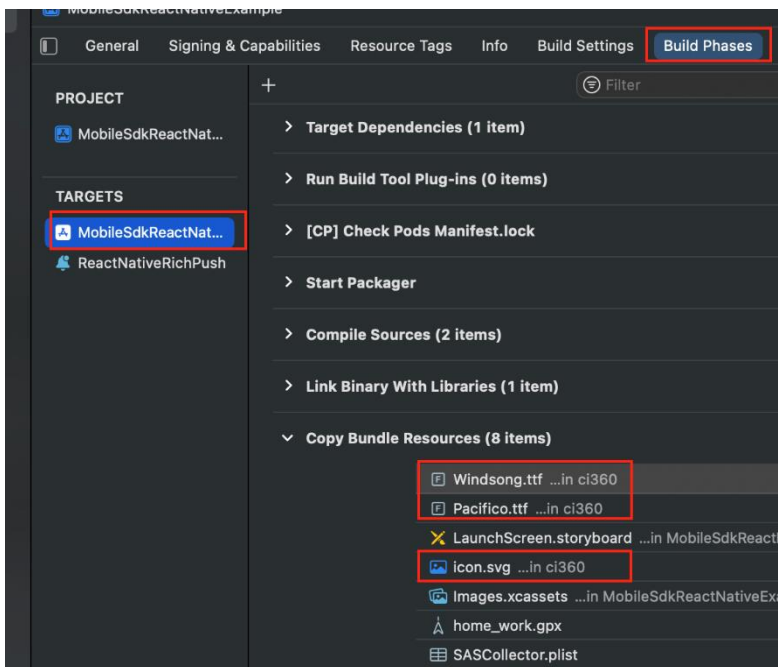 MobileSdkReactNativeExample
General Signing & Capabilities Resource Tags Info Build Settings Build Phases
+ Filter
PROJECT
MobileSdkReactNat...
TARGETS
MobileSdkReactNat...
ReactNativeRichPush
Target Dependencies (1 item)
Run Build Tool Plug-ins (0 items)
[CP] Check Pods Manifest.lock
Start Packager
Compile Sources (2 items)
Link Binary With Libraries (1 item)
Copy Bundle Resources (8 items)
Windsong.ttf ...in ci360
Pacifico.ttf ...in ci360
LaunchScreen.storyboard ...in MobileSdkReact
icon.svg ...in ci360
Images.xcassets ...in MobileSdkReactNativeEx
home_work.gpx
SASCollector.plist